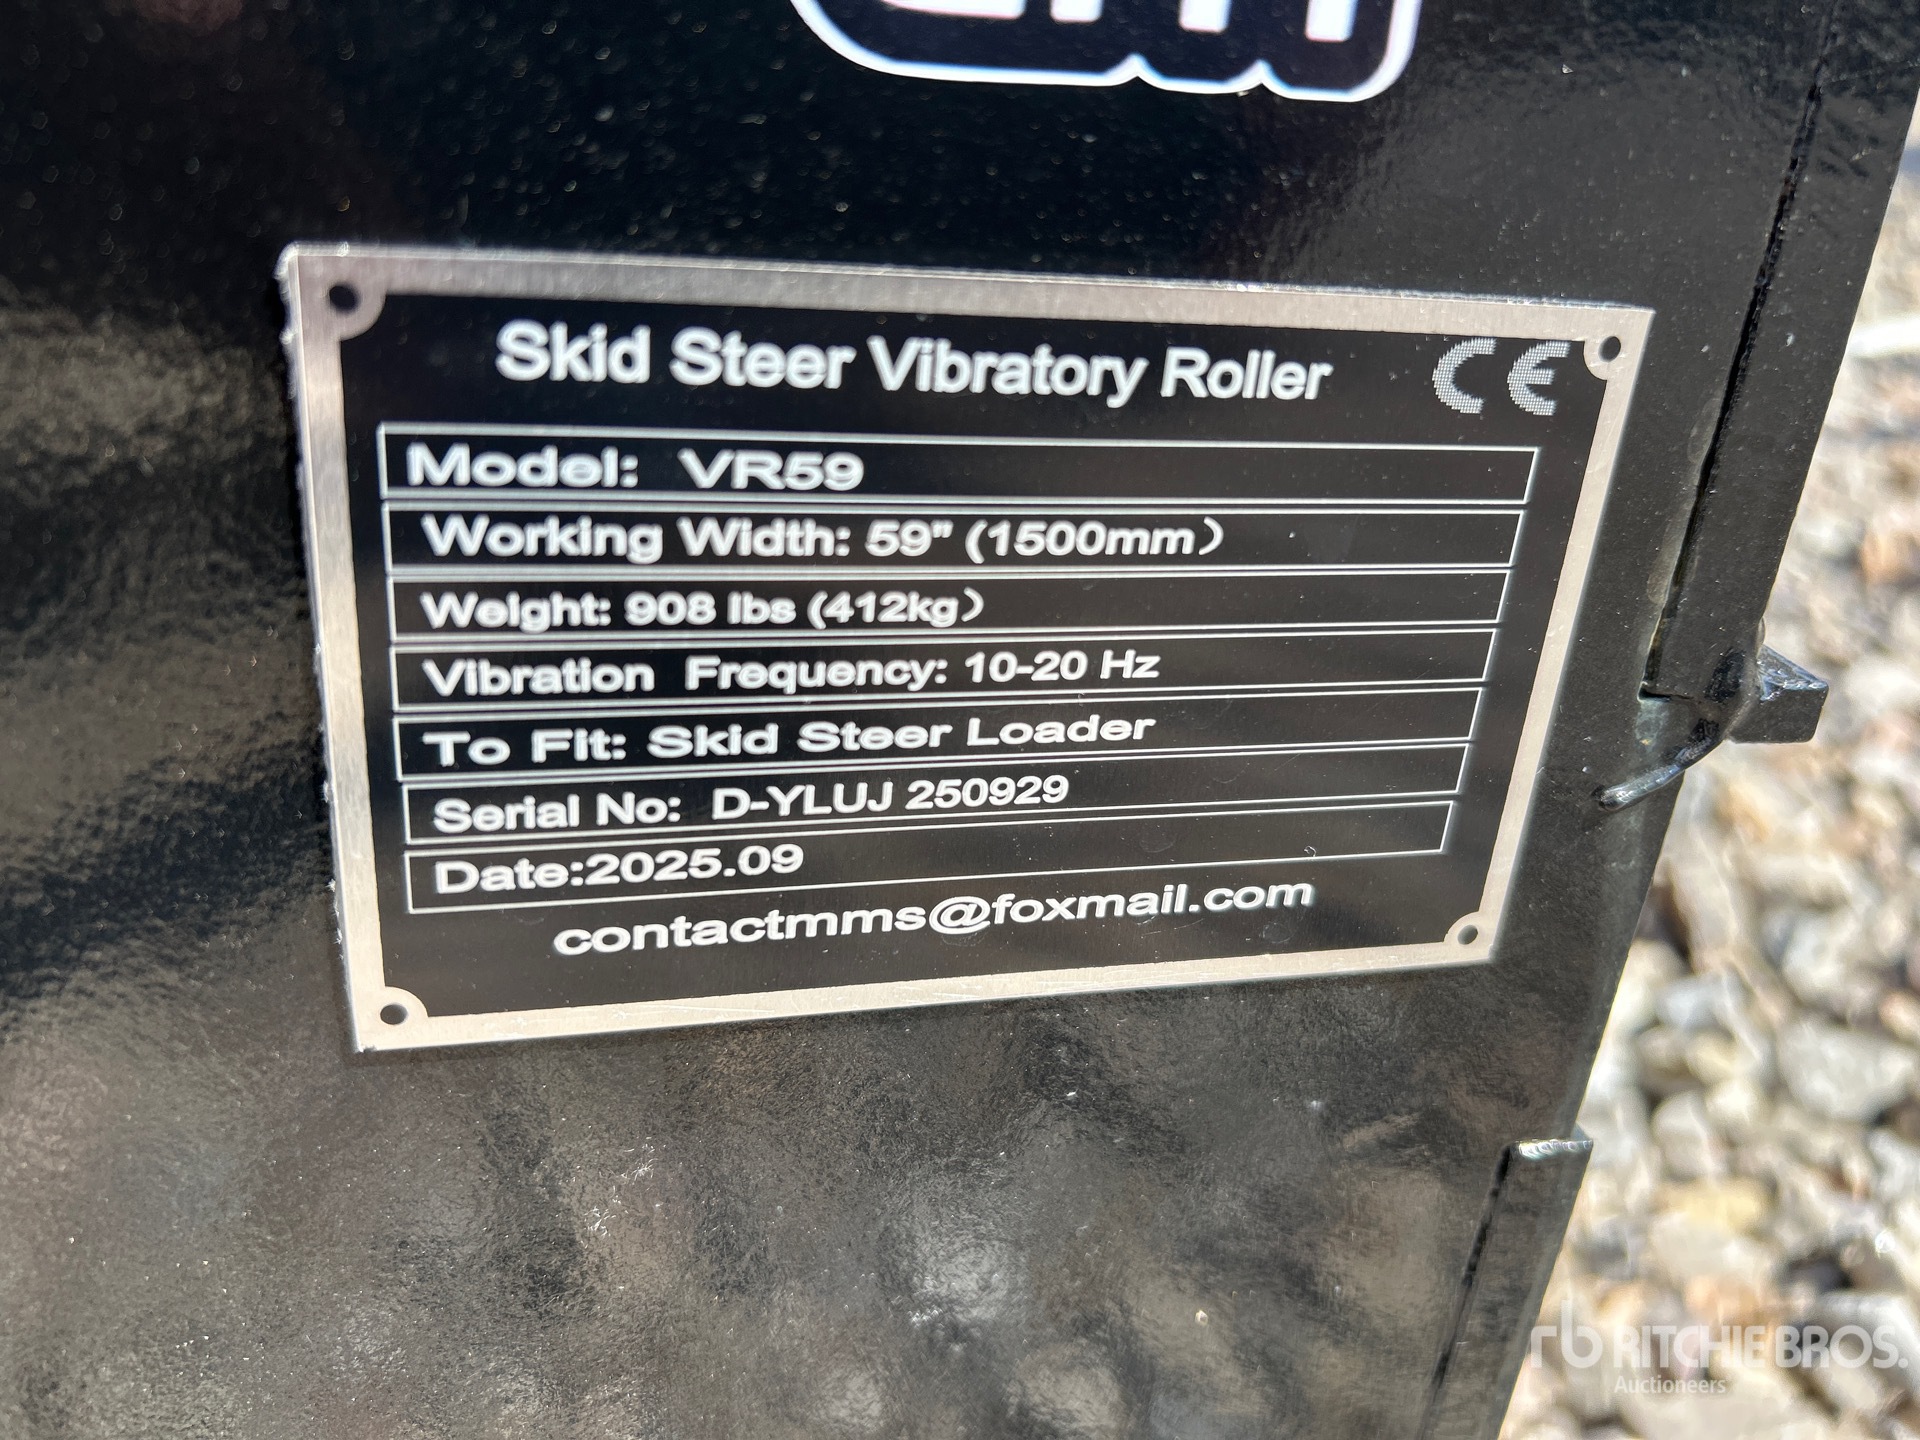 Skid Steer Vibratory Roller CE
Model: VR59
Working Width: 59" (1500mm)
Weight: 908 lbs (412kg)
Vibration Frequency: 10-20 Hz
To Fit: Skid Steer Loader
Serial No: D-YLUJ 250929
Date:2025.09
contactmms@foxmail.com
rb RITCHIE BROS.
Auctioneers